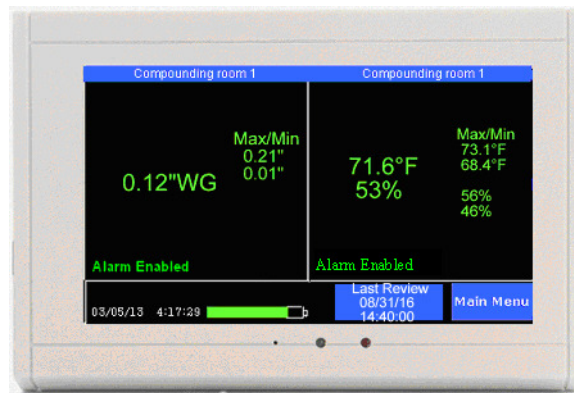 Compounding room 1
Max/Min
0.21"
0.01"
0.12"WG
Alarm Enabled
Compounding room 1
Max/Min
73.1°F
68.4°F
71.6°F
53%
56%
46%
Alarm Enabled
03/05/13 4:17:29
Last Review
08/31/16
14:40:00
Main Menu